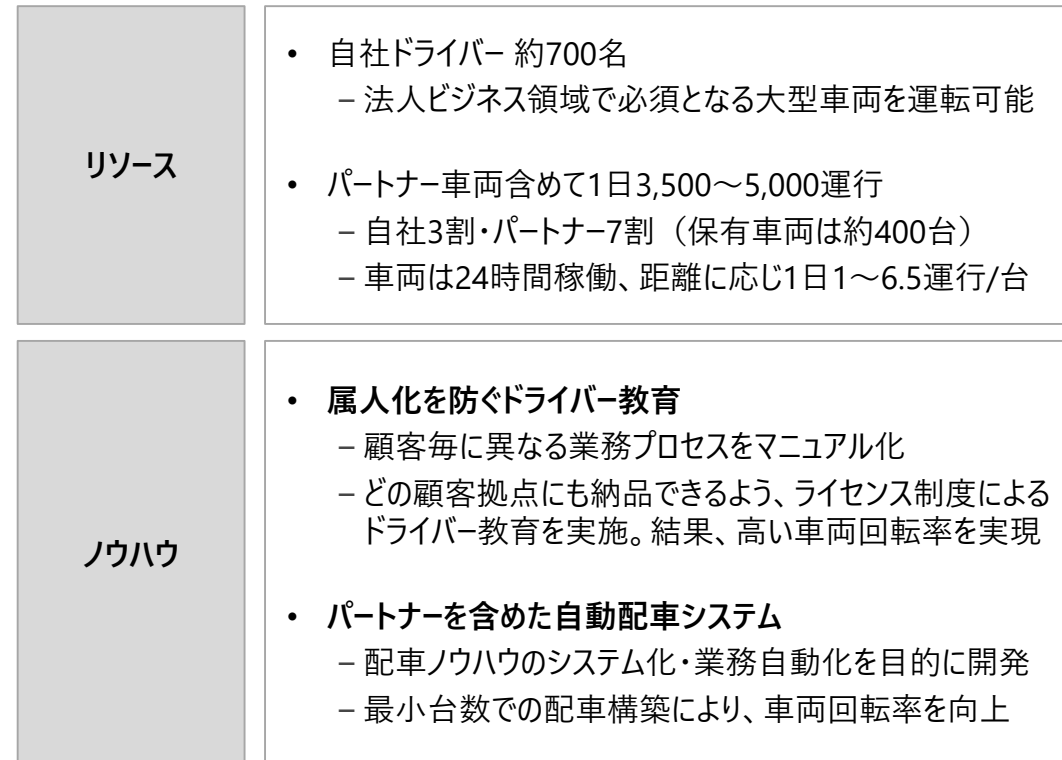 リソース
• 自社ドライバー 約700名
– 法人ビジネス領域で必須となる大型車両を運転可能
• パートナー車両含めて1日3,500～5,000運行
– 自社3割・パートナー7割（保有車両は約400台）
– 車両は24時間稼働、距離に応じ1日1～6.5運行/台
ノウハウ
• 属人化を防ぐドライバー教育
– 顧客毎に異なる業務プロセスをマニュアル化
– どの顧客拠点にも納品できるよう、ライセンス制度による
ドライバー教育を実施。結果、高い車両回転率を実現
• パートナーを含めた自動配車システム
– 配車ノウハウのシステム化・業務自動化を目的に開発
– 最小台数での配車構築により、車両回転率を向上